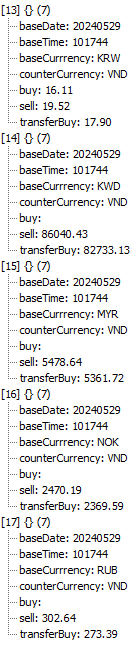 [13] {} (7)
baseDate: 20240529
baseTime: 101744
baseCurrrency: KRW
counterCurrency: VND
buy: 16.11
sell: 19.52
transferBuy: 17.90
[14] {} (7)
baseDate: 20240529
baseTime: 101744
baseCurrrency: KWD
counterCurrency: VND
buy:
sell: 86040.43
transferBuy: 82733.13
[15] {} (7)
baseDate: 20240529
baseTime: 101744
baseCurrrency: MYR
counterCurrency: VND
buy:
sell: 5478.64
transferBuy: 5361.72
[16] {} (7)
baseDate: 20240529
baseTime: 101744
baseCurrrency: NOK
counterCurrency: VND
buy:
sell: 2470.19
transferBuy: 2369.59
[17] {} (7)
baseDate: 20240529
baseTime: 101744
baseCurrrency: RUB
counterCurrency: VND
buy:
sell: 302.64
transferBuy: 273.39